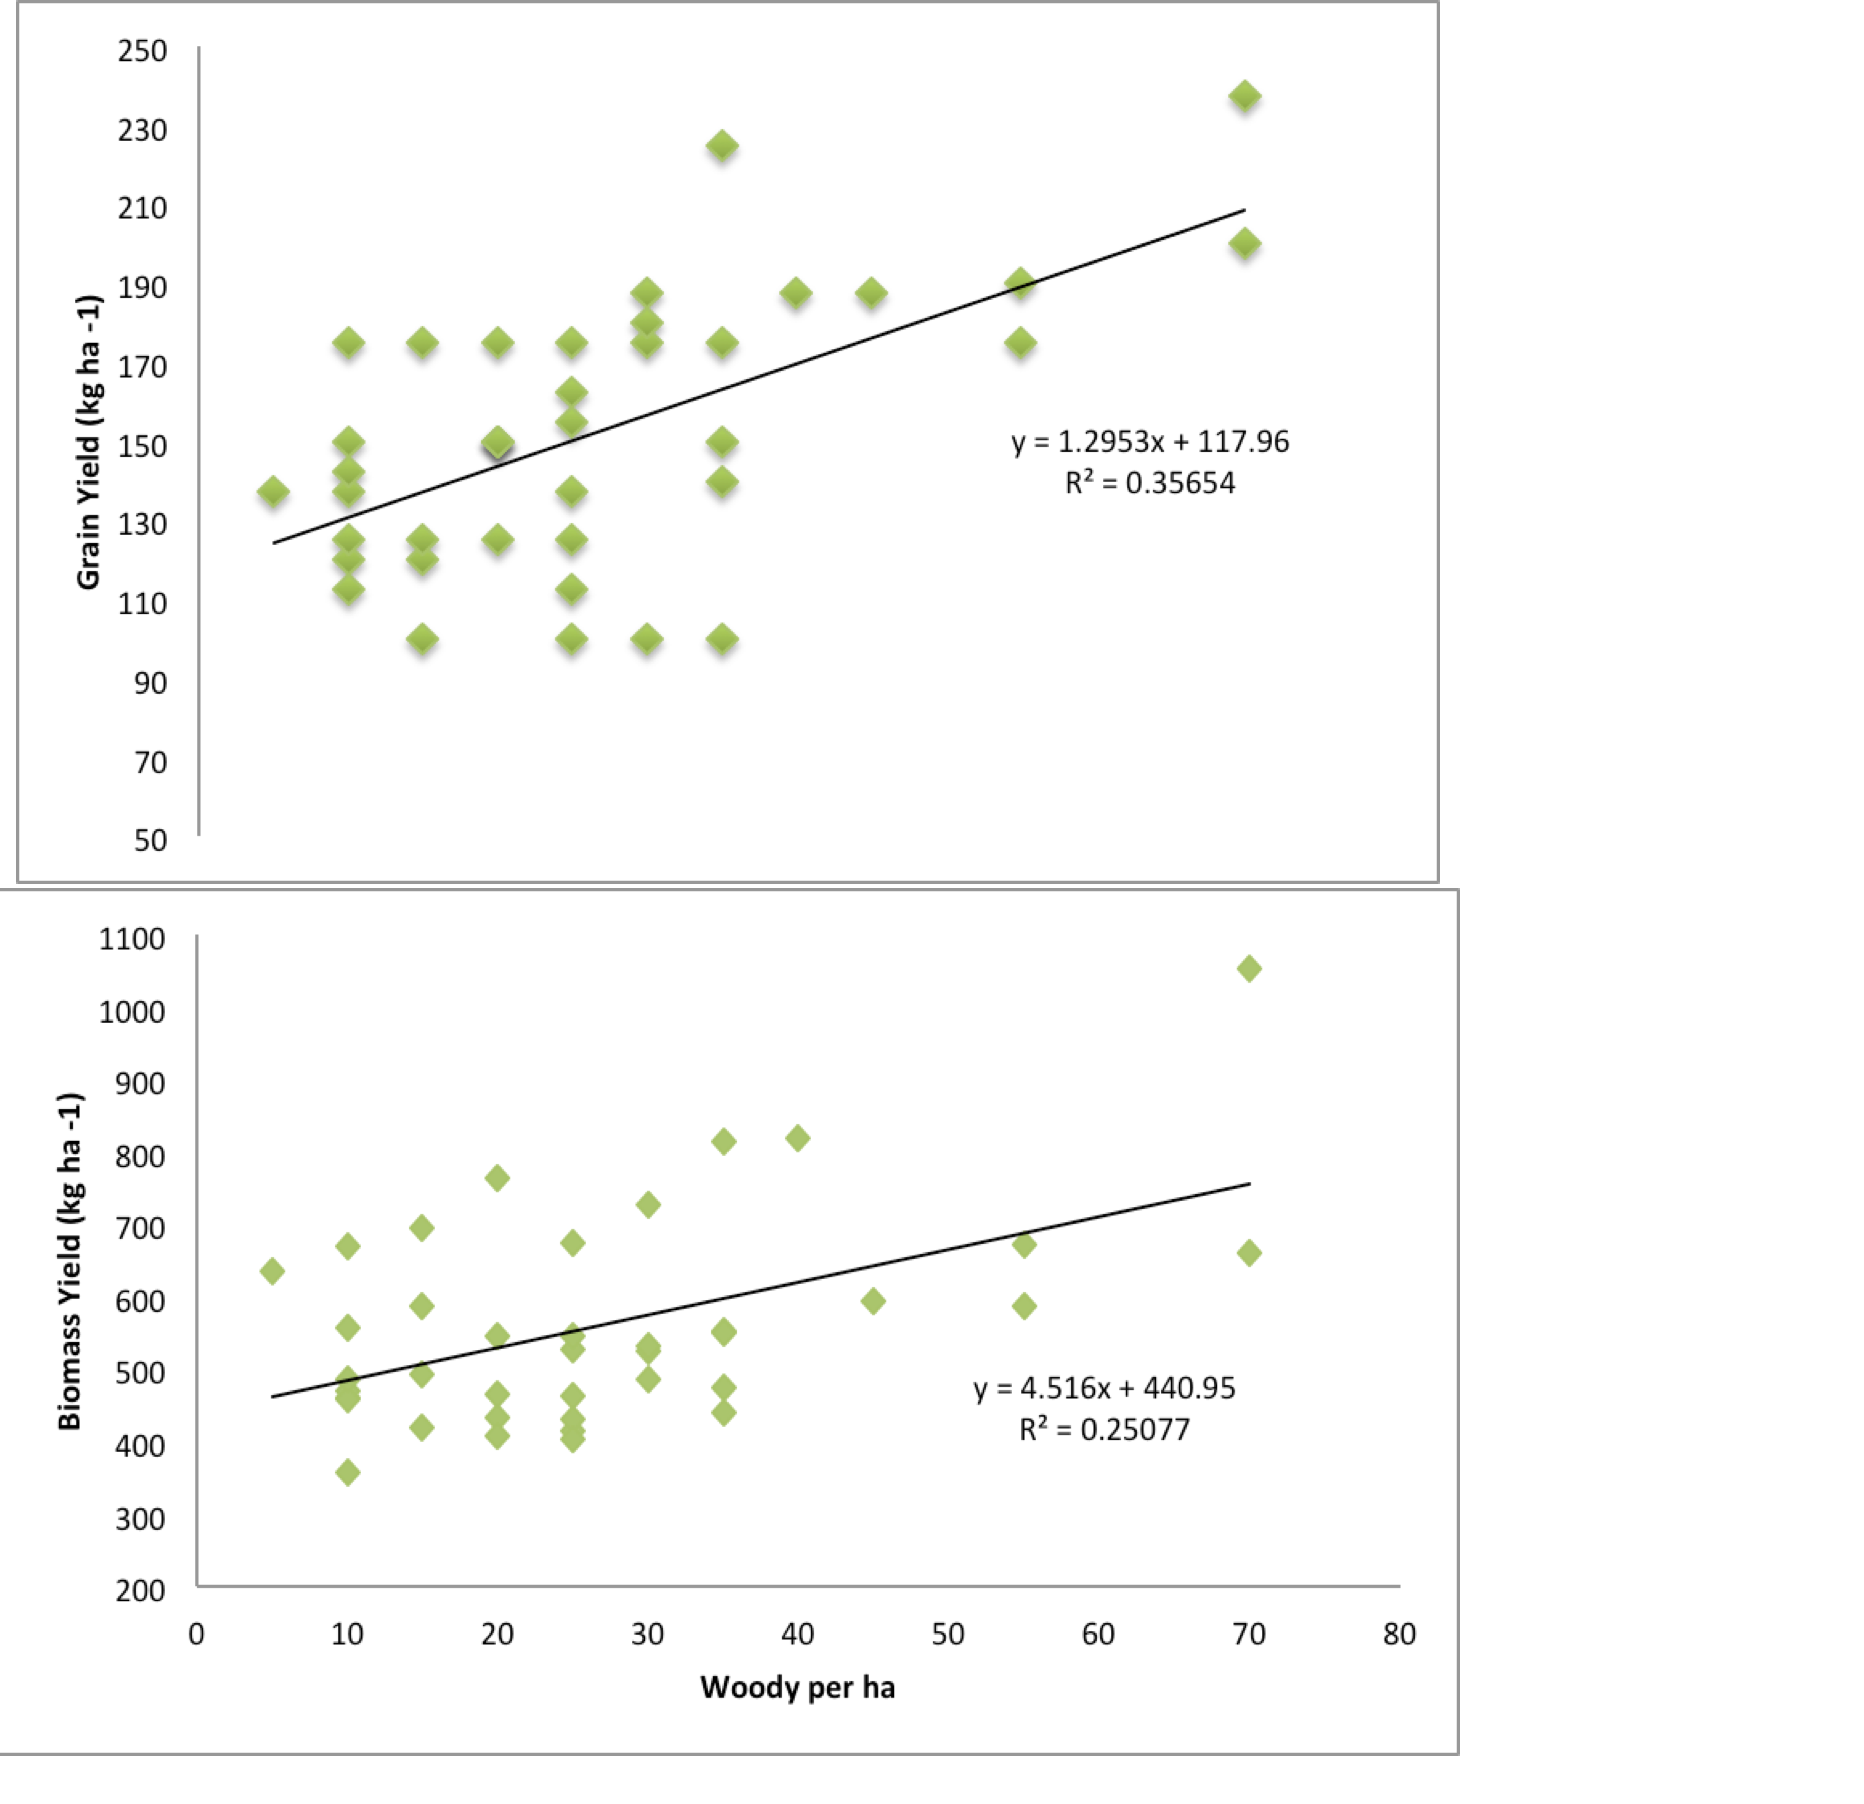 250
230
210
190
170
150
130
110
90
70
50
Grain Yield (kg ha -1)
y = 1.2953x + 117.96
R² = 0.35654
1100
1000
900
800
700
600
500
400
300
200
Biomass Yield (kg ha -1)
y = 4.516x + 440.95
R² = 0.25077
0 10 20 30 40 50 60 70 80
Woody per ha